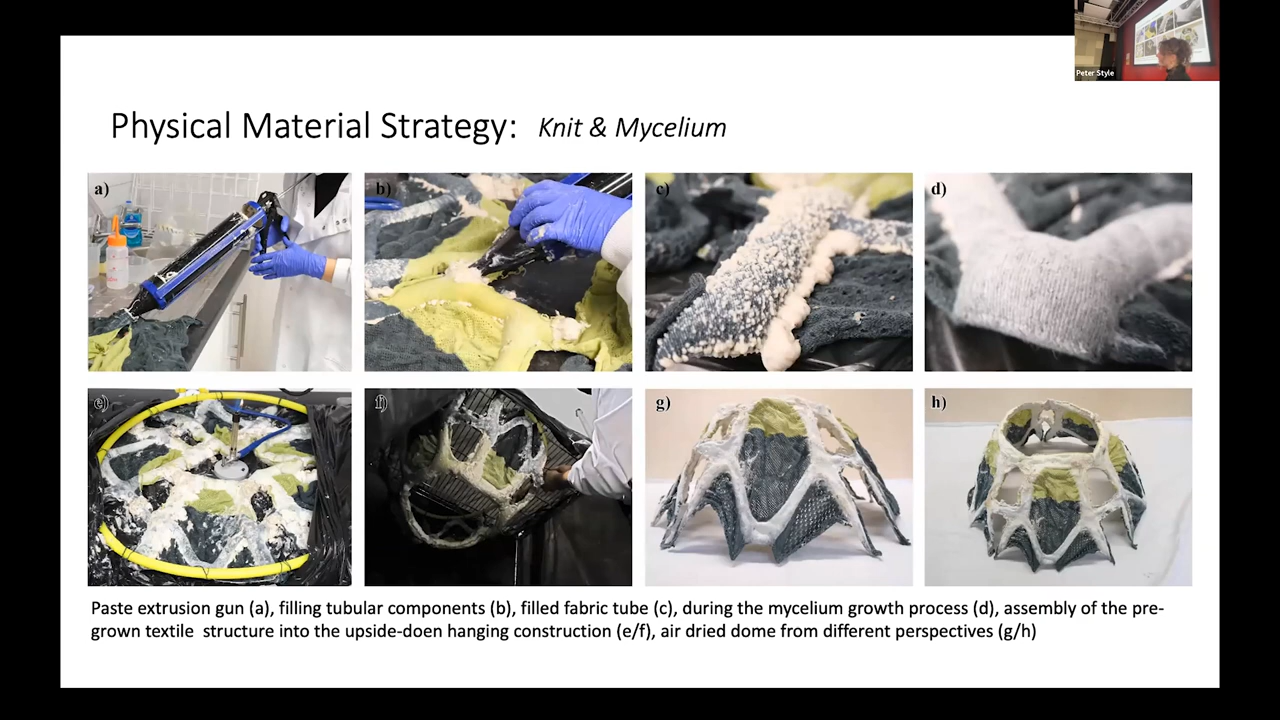 Peter Style
Physical Material Strategy: Knit & Mycelium
a)
b)
c)
d)
e)
f)
g)
h)
Paste extrusion gun (a), filling tubular components (b), filled fabric tube (c), during the mycelium growth process (d), assembly of the pre-
grown textile structure into the upside-doen hanging construction (e/f), air dried dome from different perspectives (g/h)